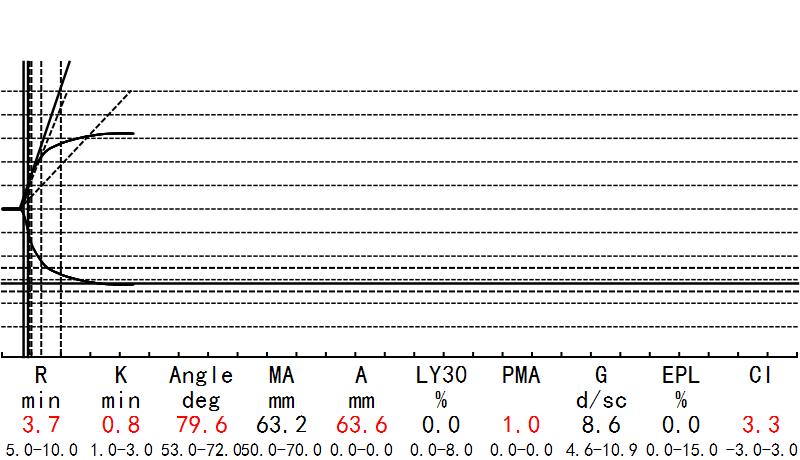 R K Angle MA A LY30 PMA G EPL CI
min min deg mm mm % d/sc %
3.7 0.8 79.6 63.2 63.6 0.0 1.0 8.6 0.0 3.3
5.0-10.0 1.0-3.0 53.0-72.0 50.0-70.0 0.0-0.0 0.0-8.0 0.0-0.0 4.6-10.9 0.0-15.0 -3.0-3.0